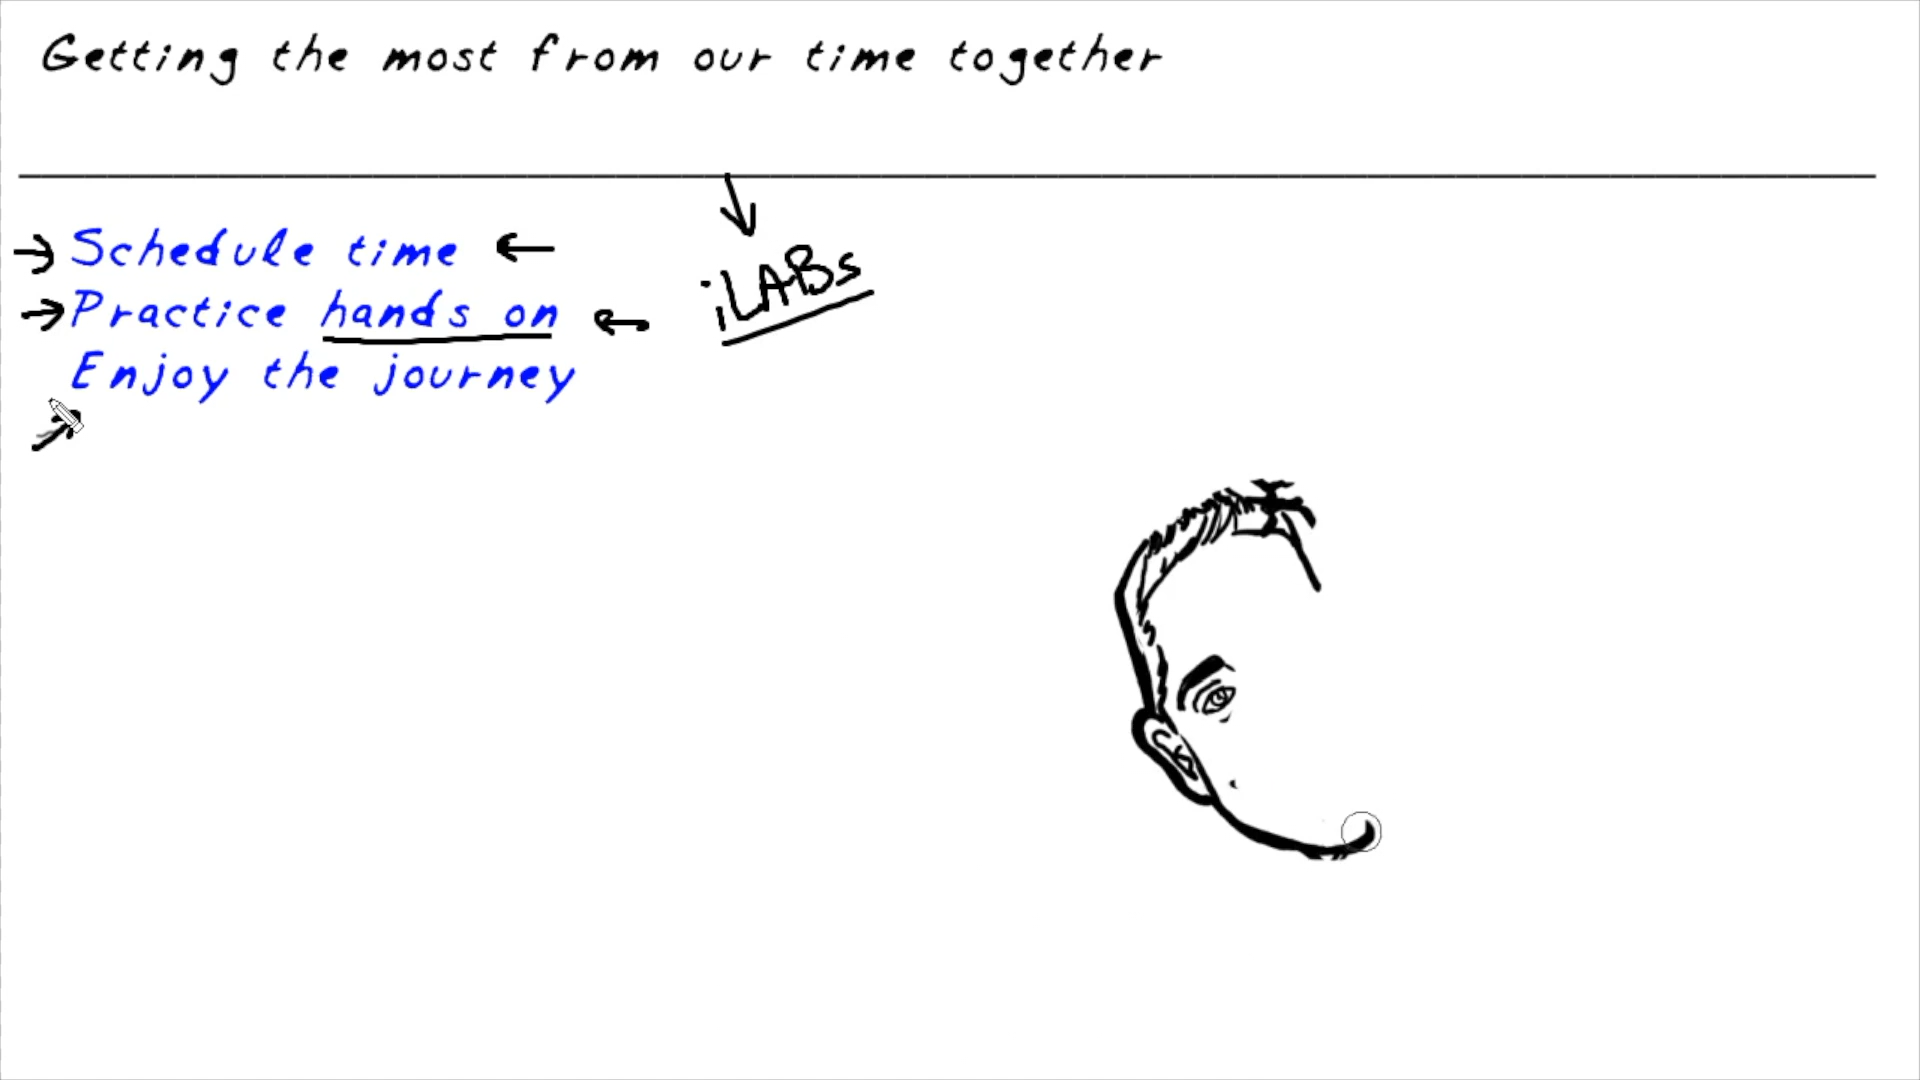 Getting the most from our time together
Schedule time
Practice hands on
Enjoy the journey
iLABs